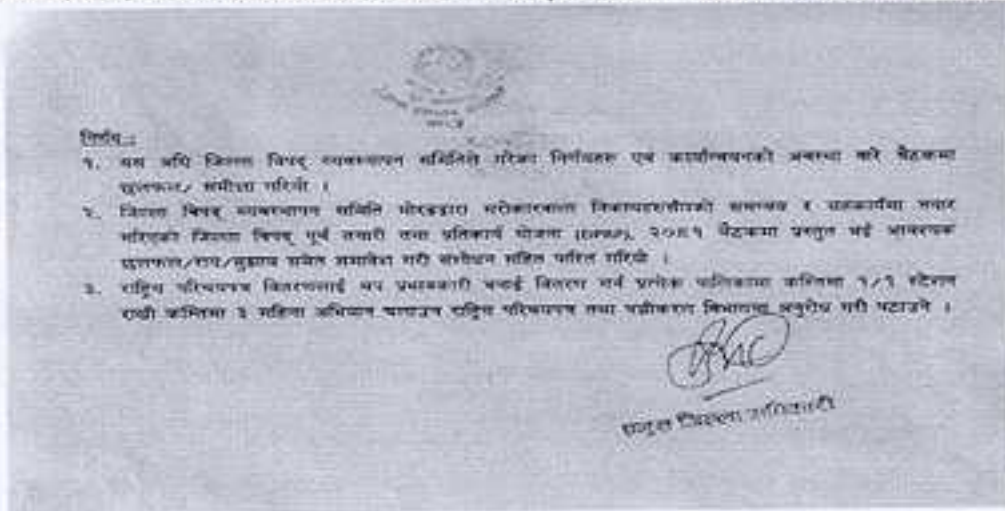 निर्णय :
१. यस अघि जिल्ला विपद् व्यवस्थापन समितिले गरेका निर्णयहरू एवं कार्यान्वयनको अवस्था बारे बैठकमा
छलफल/ समीक्षा गरियो ।
२. जिल्ला विपद् व्यवस्थापन समिति मोरङद्वारा सरोकारवाला निकायहरूसँगको समन्वय र सहकार्यमा तयार
गरिएको जिल्ला विपद् पूर्व तयारी तथा प्रतिकार्य योजना (DPRP), २०८१ बैठकमा प्रस्तुत भई आवश्यक
छलफल/राय/सुझाव समेत समावेश गरी संशोधन सहित पारित गरियो ।
३. राष्ट्रिय परिचयपत्र वितरणलाई थप प्रभावकारी बनाई वितरण गर्न प्रत्येक पालिकामा कम्तिमा १/१ स्टेशन
राखी कम्तिमा ३ महिना अभियान चलाउन राष्ट्रिय परिचयपत्र तथा पञ्जीकरण विभागमा अनुरोध गरी पठाउने ।
प्रमुख जिल्ला अधिकारी